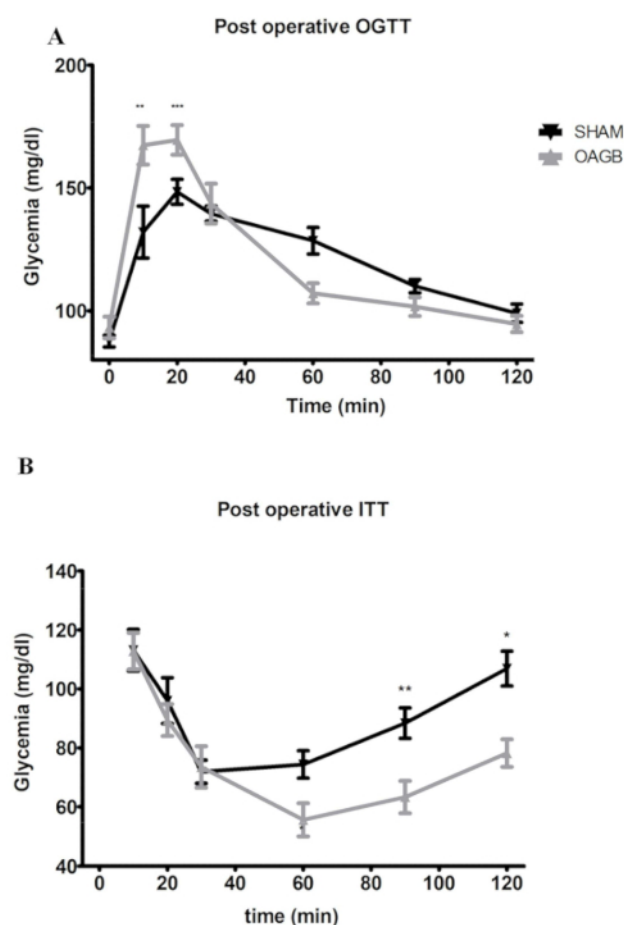 A
Post operative OGTT
200
150
100
Glycemia (mg/dl)
** ***
SHAM
OAGB
0 20 40 60 80 100 120
Time (min)
B
Post operative ITT
140
120
100
80
60
40
Glycemia (mg/dl)
*
**
0 20 40 60 80 100 120
time (min)